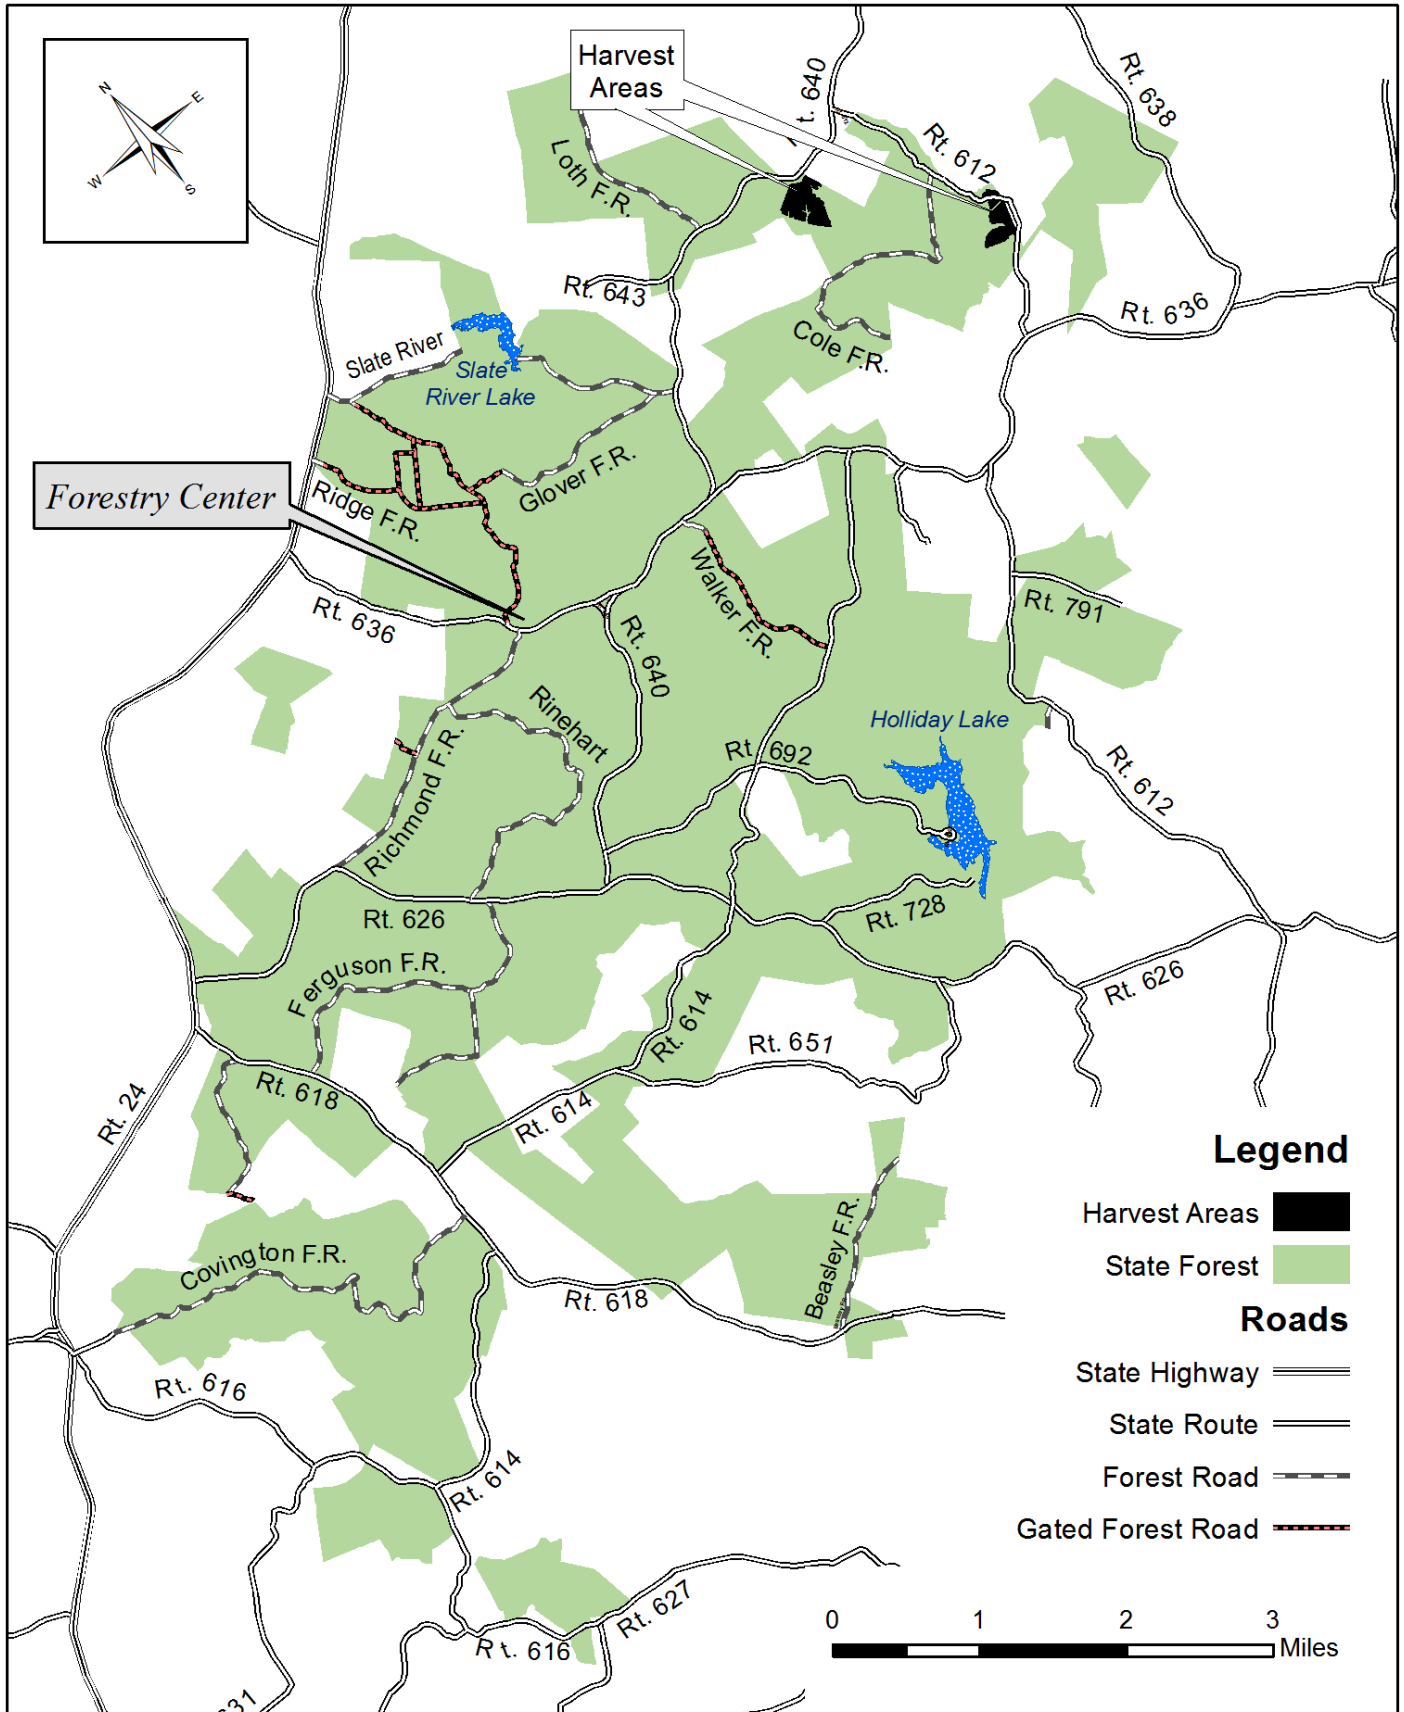 N
E
W
S
Harvest
Areas
t. 640
Rt. 638
Rt. 612
Loth F.R.
Rt. 643
Rt. 636
Cole F.R.
Slate River
Slate
River Lake
Glover F.R.
Ridge F.R.
Forestry Center
Rt. 636
Walker F.R.
Rt. 791
Rt. 640
Rinehart
Richmond F.R.
Holliday Lake
Rt. 692
Rt. 612
Rt. 626
Rt. 728
Ferguson F.R.
Rt. 626
Rt. 614
Rt. 651
Rt. 24
Rt. 618
Rt. 614
Beasley F.R.
Covington F.R.
Rt. 618
Rt. 616
Rt. 614
Rt. 627
Rt. 616
Legend
Harvest Areas
State Forest
Roads
State Highway
State Route
Forest Road
Gated Forest Road
0 1 2 3
Miles